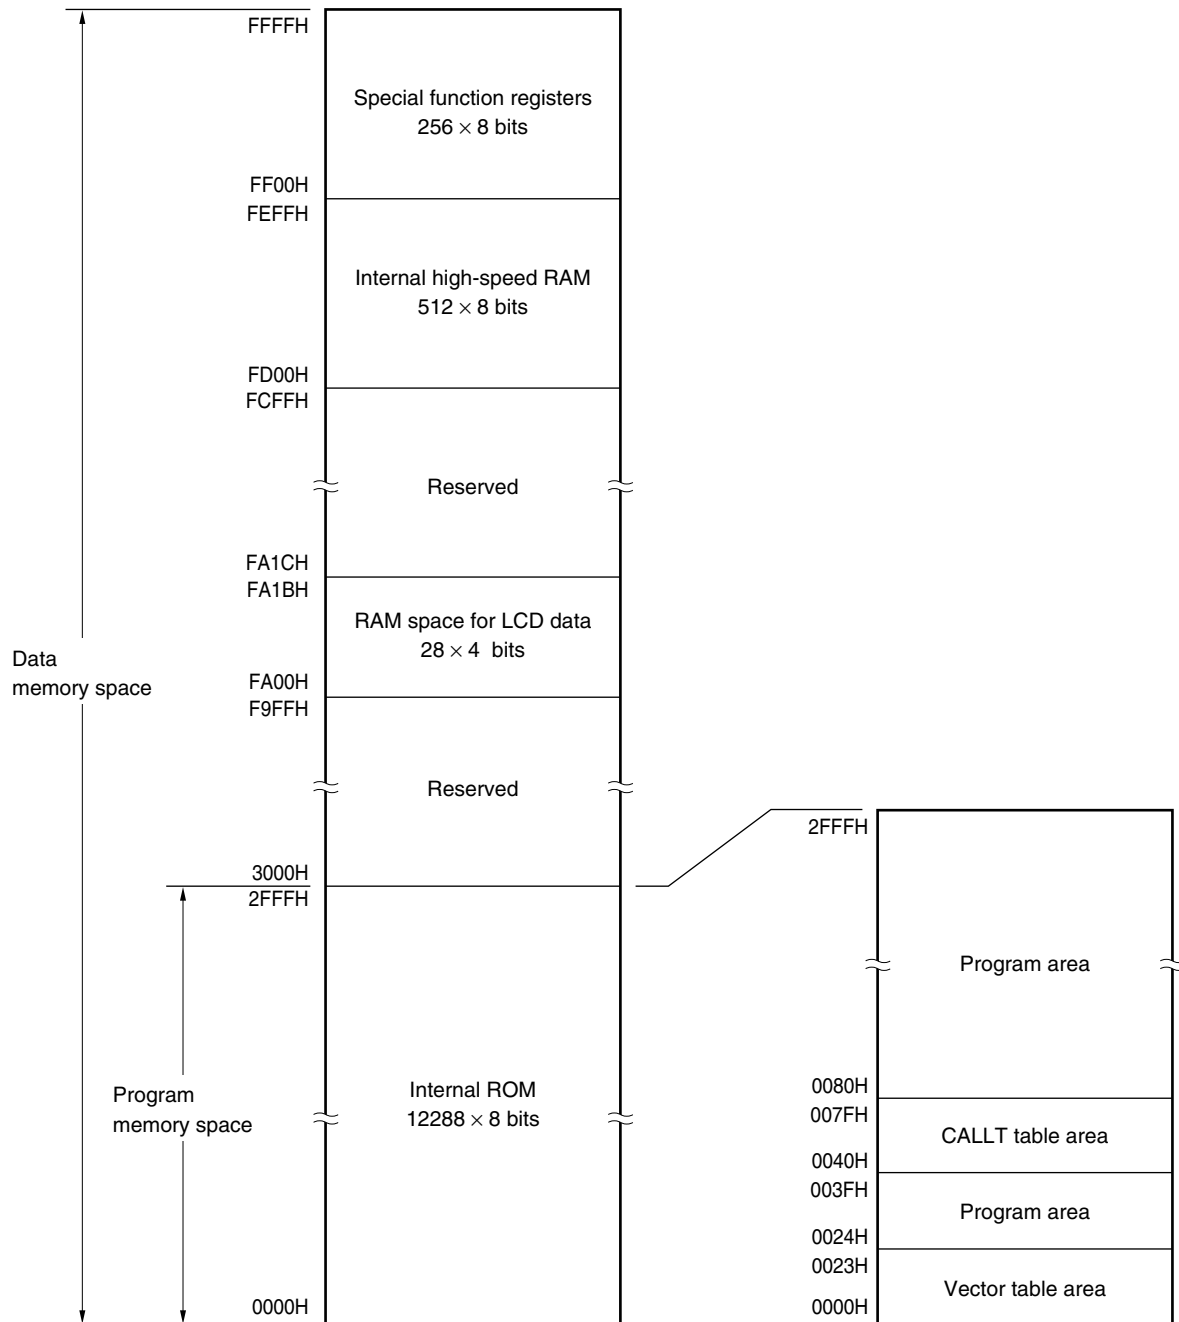 FFFFH
Special function registers
256 × 8 bits
FF00H
FEFFH
Internal high-speed RAM
512 × 8 bits
FD00H
FCFFH
Reserved
FA1CH
FA1BH
RAM space for LCD data
28 × 4 bits
Data
memory space
FA00H
F9FFH
Reserved
3000H
2FFFH
Program
memory space
Internal ROM
12288 × 8 bits
0000H
2FFFH
Program area
0080H
007FH
CALLT table area
0040H
003FH
Program area
0024H
0023H
Vector table area
0000H